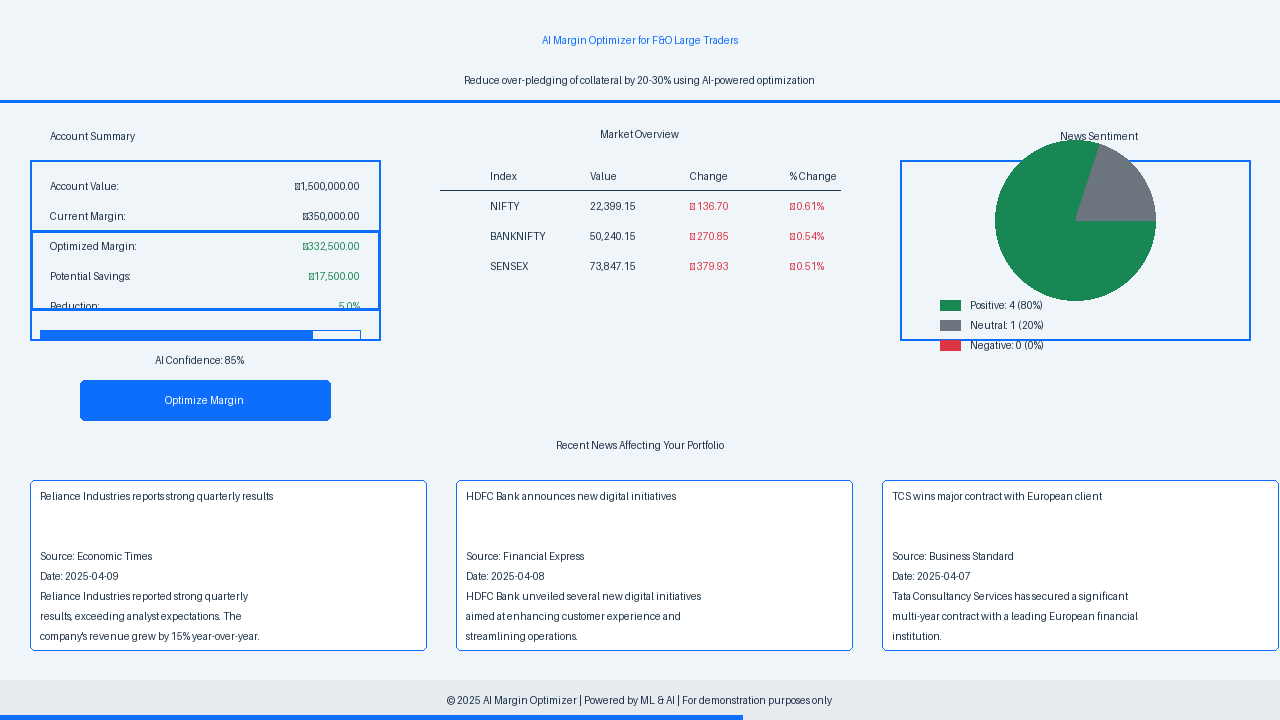 AI Margin Optimizer for F&O Large Traders
Reduce over-pledging of collateral by 20-30% using AI-powered optimization
Account Summary
Account Value: 1,500,000.00
Current Margin: 350,000.00
Optimized Margin: 332,500.00
Potential Savings: 17,500.00
Reduction: 5.0%
AI Confidence: 85%
Optimize Margin
Market Overview
Index Value Change % Change
NIFTY 22,399.15 136.70 0.61%
BANKNIFTY 50,240.15 270.85 0.54%
SENSEX 73,847.15 379.93 0.51%
News Sentiment
Positive: 4 (80%)
Neutral: 1 (20%)
Negative: 0 (0%)
Recent News Affecting Your Portfolio
Reliance Industries reports strong quarterly results
Source: Economic Times
Date: 2025-04-09
Reliance Industries reported strong quarterly
results, exceeding analyst expectations. The
company's revenue grew by 15% year-over-year.
HDFC Bank announces new digital initiatives
Source: Financial Express
Date: 2025-04-08
HDFC Bank unveiled several new digital initiatives
aimed at enhancing customer experience and
streamlining operations.
TCS wins major contract with European client
Source: Business Standard
Date: 2025-04-07
Tata Consultancy Services has secured a significant
multi-year contract with a leading European financial
institution.
© 2025 AI Margin Optimizer | Powered by ML & AI | For demonstration purposes only